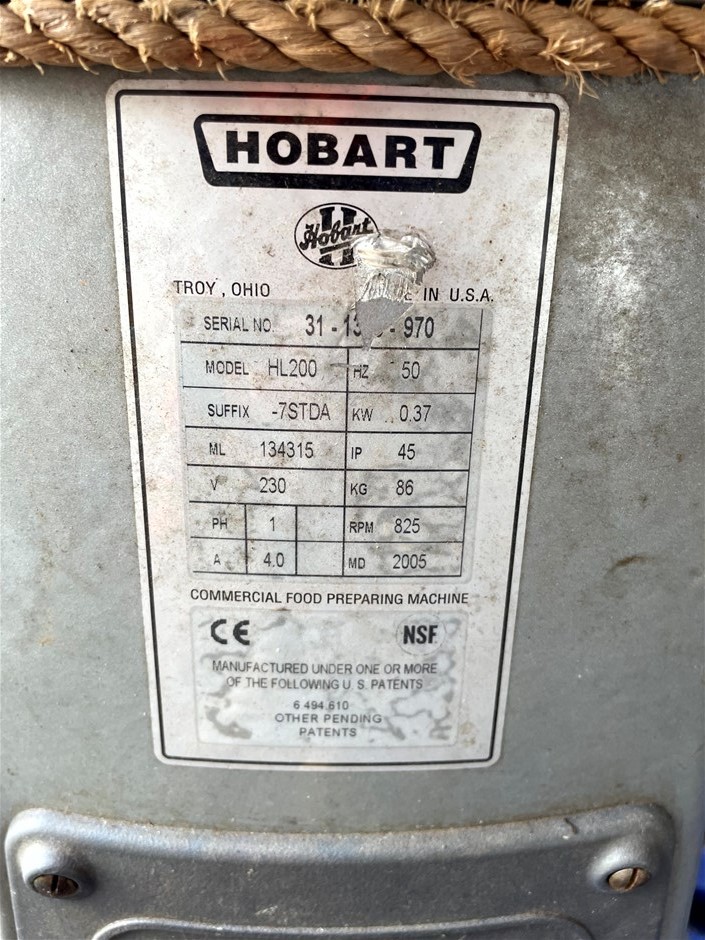 HOBART
Hobart
TROY, OHIO IN U.S.A.
SERIAL NO. 31 - - 970
MODEL HL200 HZ 50
SUFFIX -7STDA KW 0.37
ML 134315 IP 45
V 230 KG 86
PH 1 RPM 825
A 4.0 MD 2005
COMMERCIAL FOOD PREPARING MACHINE
CE NSF
MANUFACTURED UNDER ONE OR MORE
OF THE FOLLOWING U.S. PATENTS
6 494 610
OTHER PENDING
PATENTS